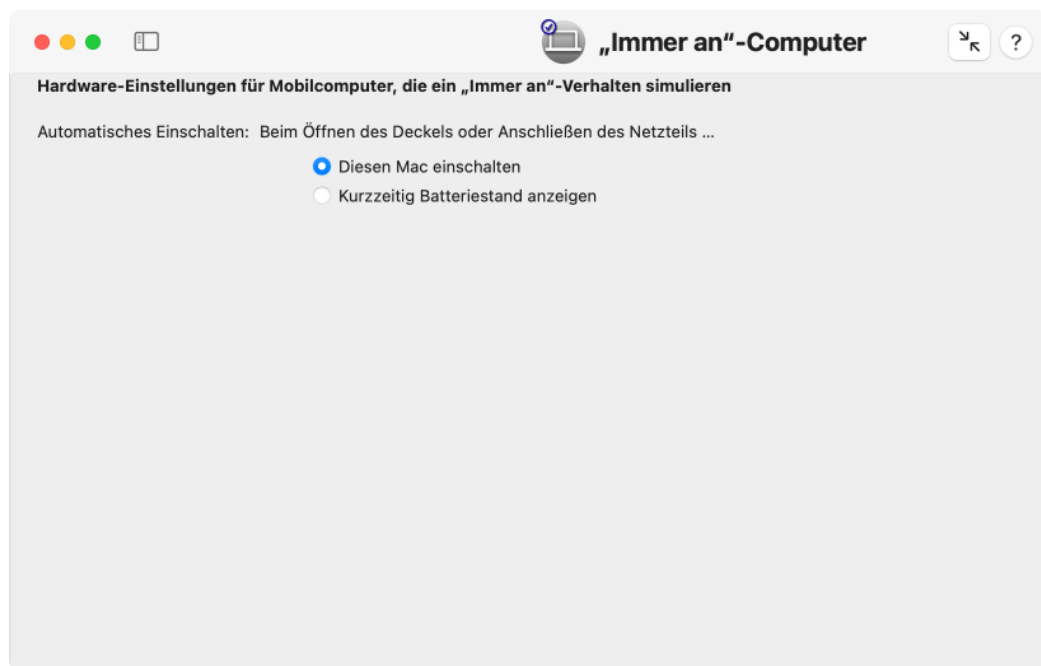 „Immer an“-Computer
?
Hardware-Einstellungen für Mobilcomputer, die ein „Immer an“-Verhalten simulieren
Automatisches Einschalten: Beim Öffnen des Deckels oder Anschließen des Netzteils ...
Diesen Mac einschalten
Kurzzeitig Batteriestand anzeigen